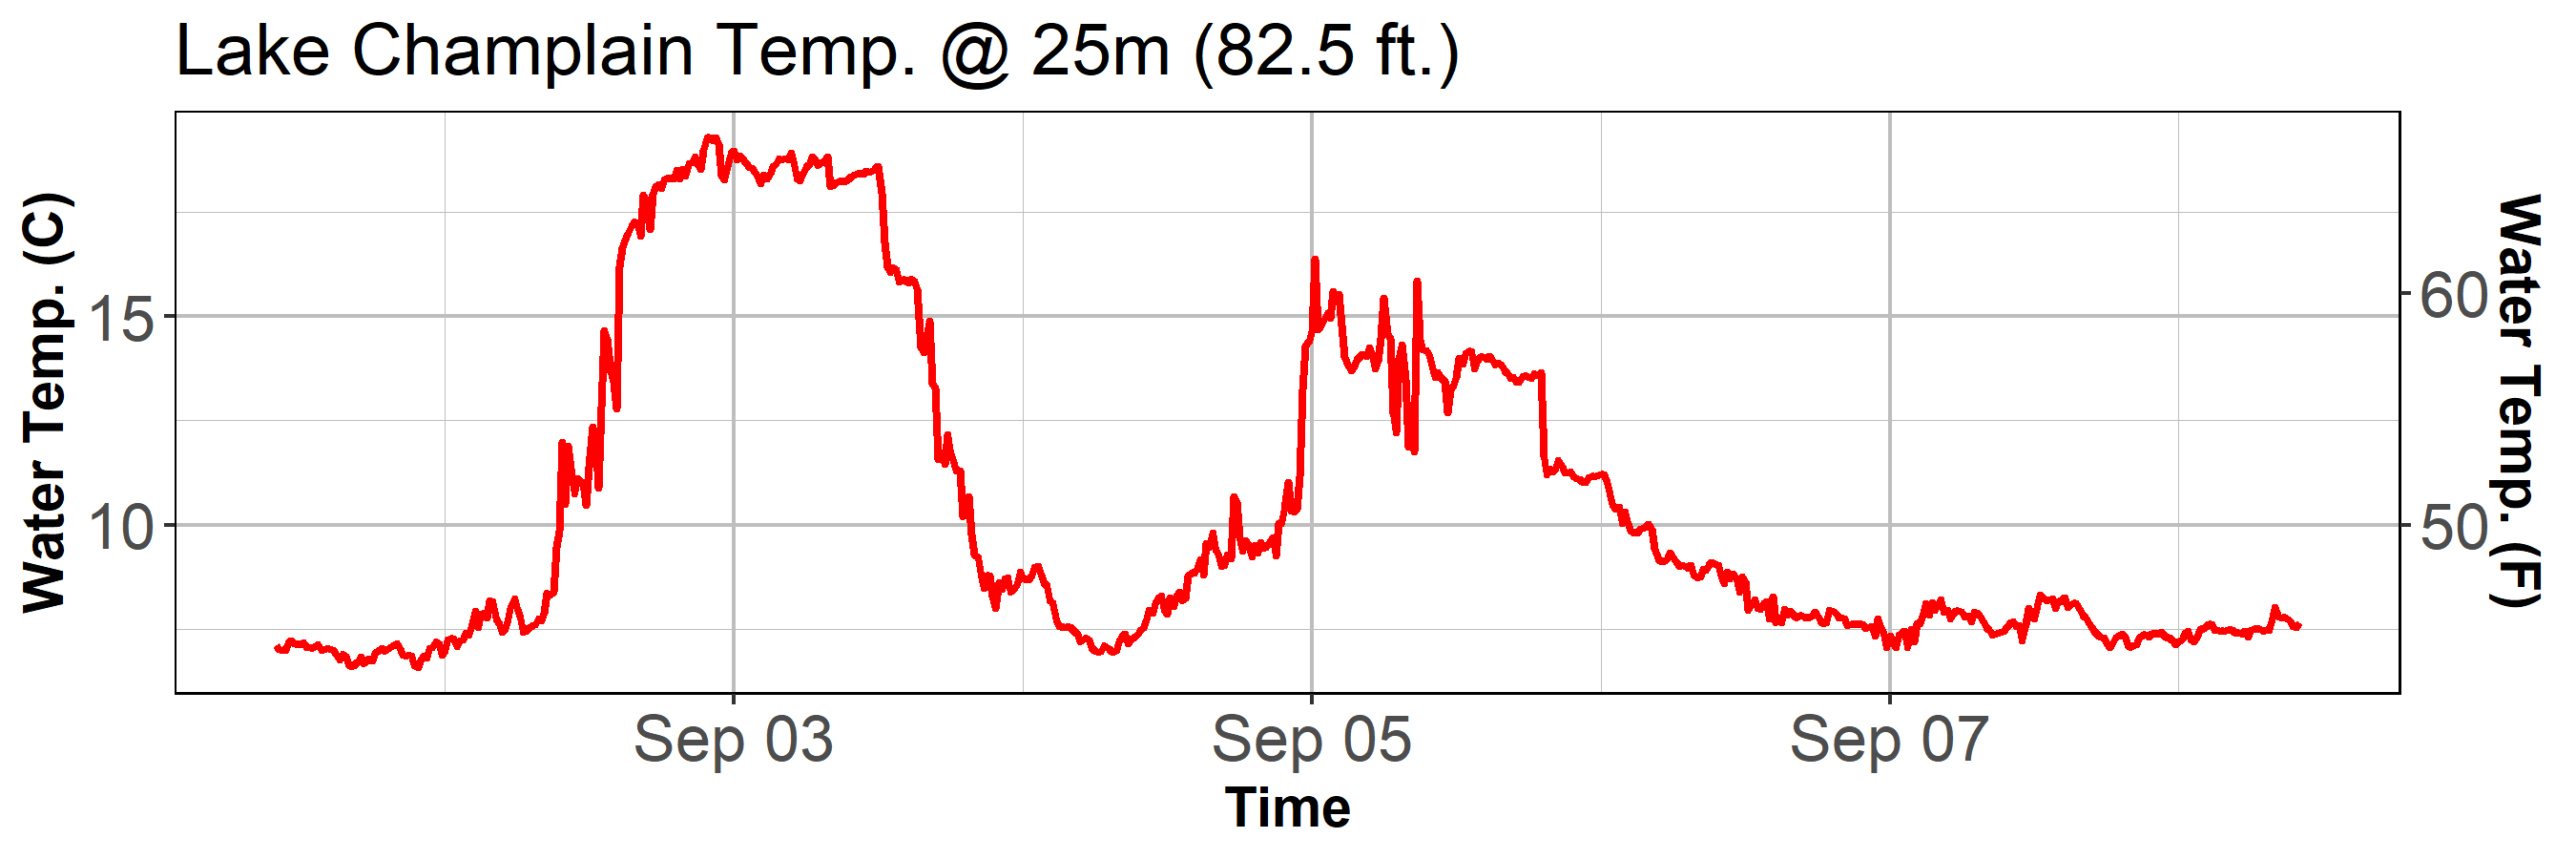 Lake Champlain Temp. @ 25m (82.5 ft.)
Water Temp. (C)
15
10
60
50
Water Temp. (F)
Sep 03 Sep 05 Sep 07
Time